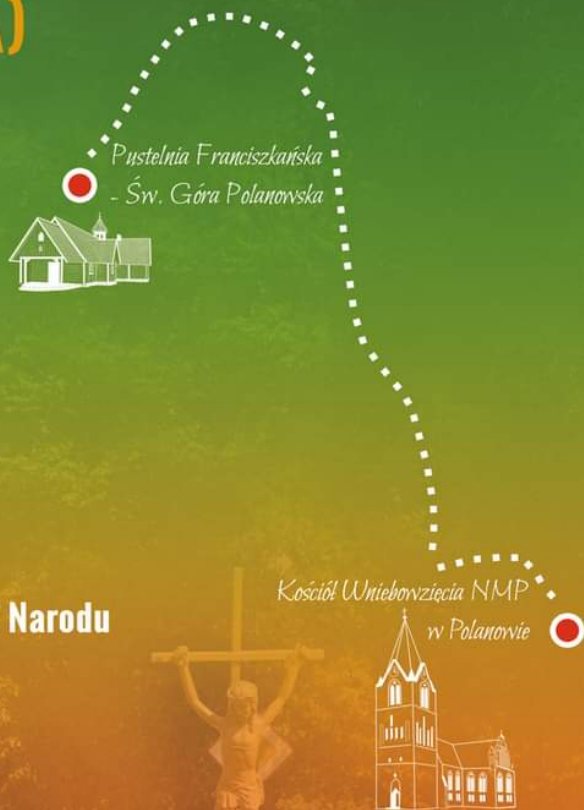 Pustelnia Franciszkańska
- Św. Góra Polanowska
Kościół Wniebowzięcia NMP
w Polanowie
Narodu